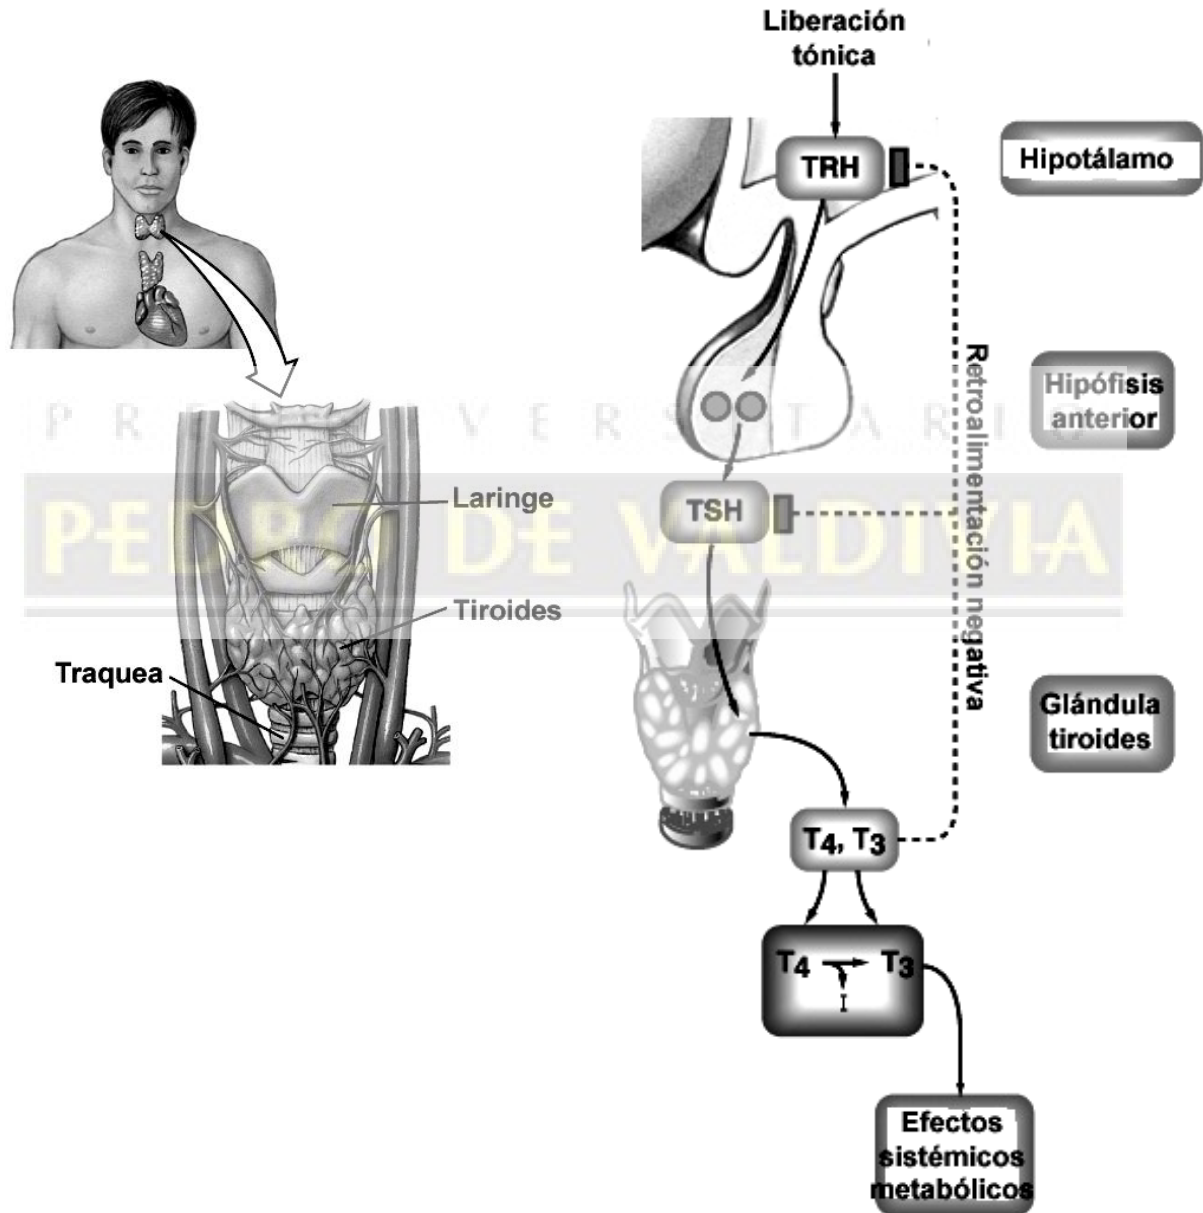 Liberación
tónica
TRH
Hipotálamo
Retroalimentación negativa
Hipófisis
anterior
PREUNIVERSITARIO
PEDRO DE VALDIVIA
TSH
Laringe
Tiroides
Traquea
Glándula
tiroides
T4, T3
T4 T3
I
Efectos
sistémicos
metabólicos